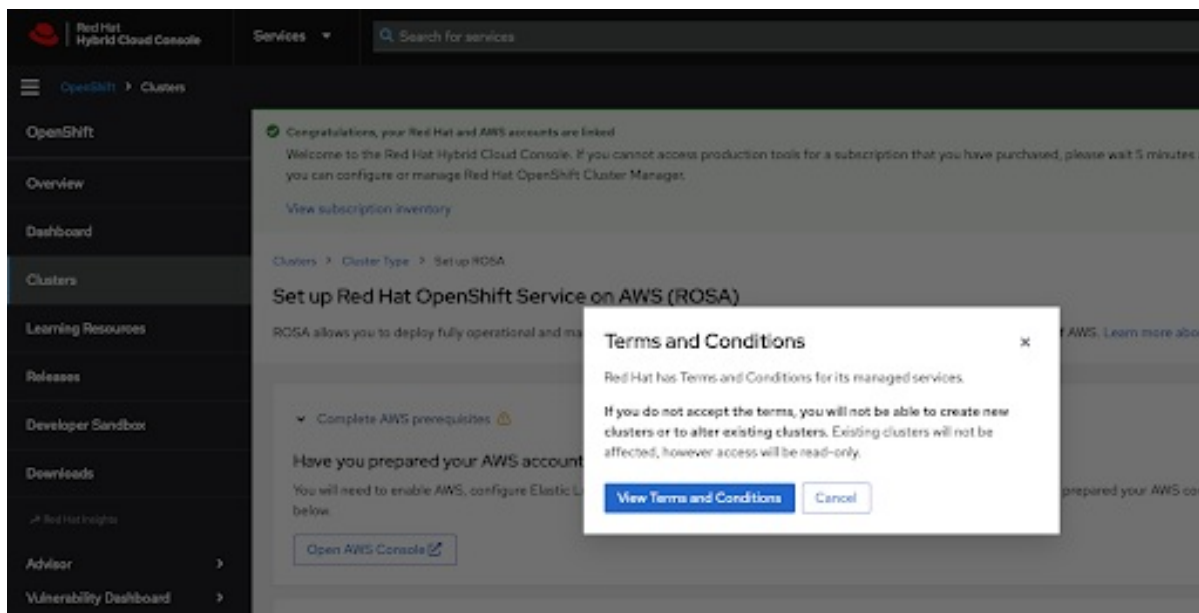 Red Hat
Hybrid Cloud Console
Services
Search for services
OpenShift > Clusters
OpenShift
Overview
Dashboard
Clusters
Learning Resources
Releases
Developer Sandbox
Downloads
Red Hat Insights
Advisor
Vulnerability Dashboard
Congratulations, your Red Hat and AWS accounts are linked
Welcome to the Red Hat Hybrid Cloud Console. If you cannot access production tools for a subscription that you have purchased, please wait 5 minutes
you can configure or manage Red Hat OpenShift Cluster Manager.
View subscription inventory
Clusters > Cluster Type > Set up ROSA
Set up Red Hat OpenShift Service on AWS (ROSA)
ROSA allows you to deploy fully operational and ma
f AWS. Learn more abo
Complete AWS prerequisites
Have you prepared your AWS account
You will need to enable AWS, configure Elastic L
prepared your AWS co
below.
Open AWS Console
Terms and Conditions
Red Hat has Terms and Conditions for its managed services.
If you do not accept the terms, you will not be able to create new
clusters or to alter existing clusters. Existing clusters will not be
affected, however access will be read-only.
View Terms and Conditions
Cancel